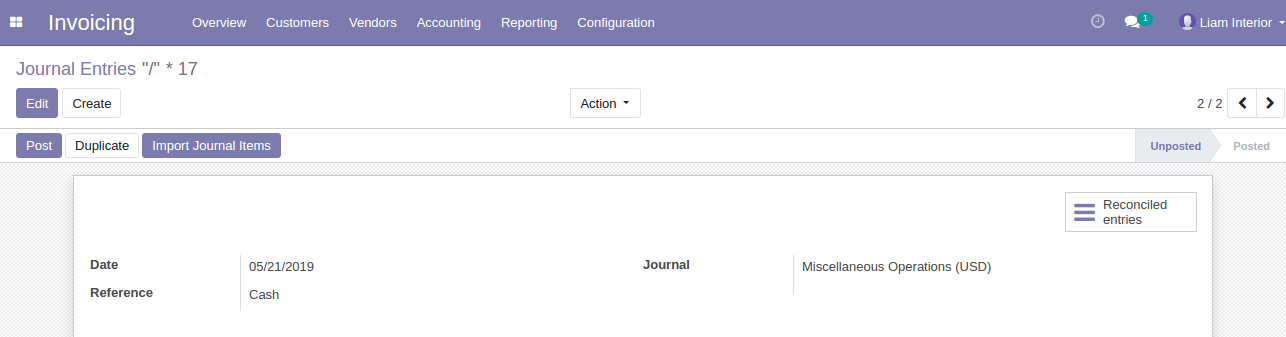 Invoicing Overview Customers Vendors Accounting Reporting Configuration 1 Liam Interior
Journal Entries "/" * 17
Edit Create Action 2 / 2
Post Duplicate Import Journal Items Unposted Posted
Reconciled
entries
Date 05/21/2019 Journal Miscellaneous Operations (USD)
Reference Cash